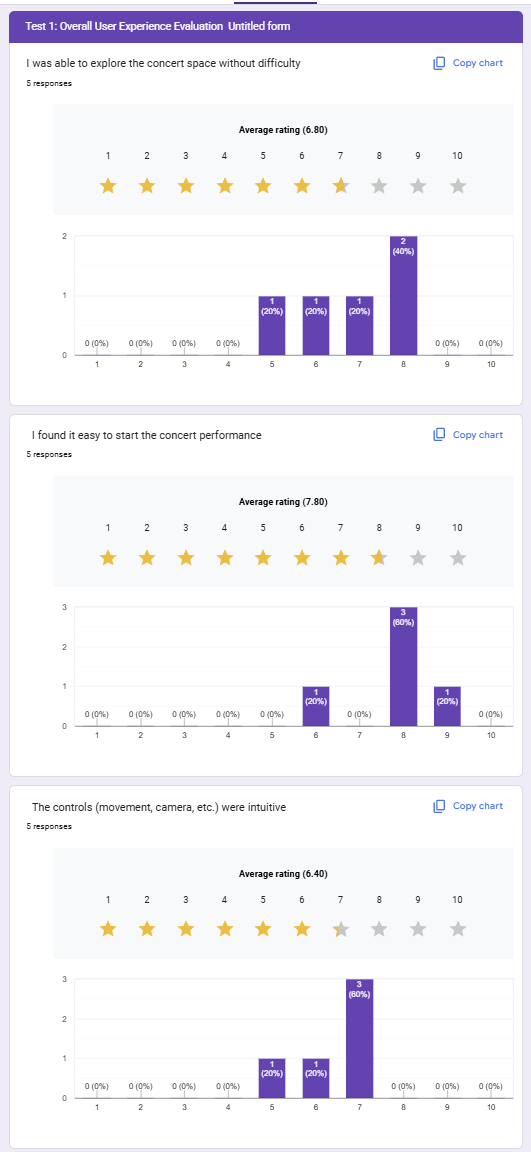 Test 1: Overall User Experience Evaluation Untitled form
I was able to explore the concert space without difficulty
Copy chart
5 responses
Average rating (6.80)
1 2 3 4 5 6 7 8 9 10
2
2
(40%)
1
1
(20%)
1
(20%)
1
(20%)
0 (0%) 0 (0%) 0 (0%) 0 (0%) 0 (0%) 0 (0%)
0
1 2 3 4 5 6 7 8 9 10
I found it easy to start the concert performance
Copy chart
5 responses
Average rating (7.80)
1 2 3 4 5 6 7 8 9 10
3
3
(60%)
2
1
1
(20%)
1
(20%)
0 (0%) 0 (0%) 0 (0%) 0 (0%) 0 (0%) 0 (0%) 0 (0%)
0
1 2 3 4 5 6 7 8 9 10
The controls (movement, camera, etc.) were intuitive
Copy chart
5 responses
Average rating (6.40)
1 2 3 4 5 6 7 8 9 10
3
3
(60%)
2
1
1
(20%)
1
(20%)
0 (0%) 0 (0%) 0 (0%) 0 (0%) 0 (0%) 0 (0%) 0 (0%)
0
1 2 3 4 5 6 7 8 9 10